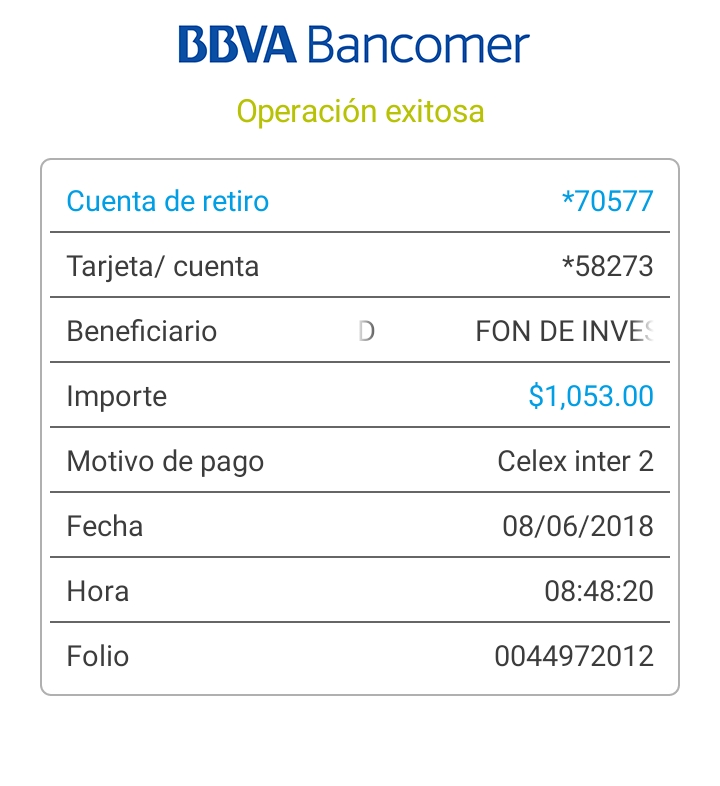 BBVA Bancomer
Operación exitosa
Cuenta de retiro *70577
Tarjeta/ cuenta *58273
Beneficiario D FON DE INVES
Importe $1,053.00
Motivo de pago Celex inter 2
Fecha 08/06/2018
Hora 08:48:20
Folio 0044972012